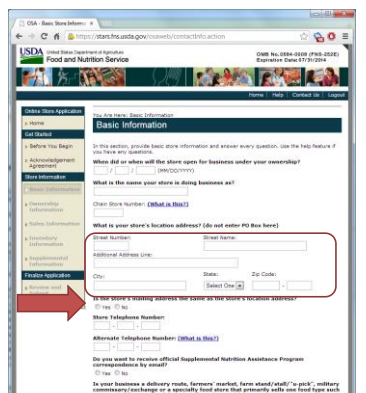 OSA - Basic Store Inform
https://stars.fns.usda.gov/osaweb/contactInfo.action
USDA United States Department of Agriculture
Food and Nutrition Service
OMB No. 0584-0008 (FNS-252E)
Expiration Date: 07/31/2014
Home | Help | Contact Us | Logout
Online Store Application
Home
Get Started
Before You Begin
Acknowledgement
Agreement
Store Information
Basic Information
Ownership
Information
Sales Information
Inventory
Information
Supplemental
Information
Finalize Application
Review and
You Are Here: Basic Information
Basic Information
In this section, provide basic store information and answer every question. Use the help feature if
you have any questions.
When did or when will the store open for business under your ownership?
/ / (MM/DD/YYYY)
What is the name your store is doing business as?
Chain Store Number: (What is this?)
What is your store's location address? (do not enter PO Box here)
Street Number: Street Name:
Additional Address Line:
City: State: Zip Code:
Select One -
Is the store's mailing address the same as the store's location address?
Yes No
Store Telephone Number:
- -
Alternate Telephone Number: (What is this?)
- -
Do you want to receive official Supplemental Nutrition Assistance Program
correspondence by email?
Yes No
Is your business a delivery route, farmers' market, farm stand/stall/"u-pick", military
commissary/exchange or a specialty food store that primarily sells one food type such